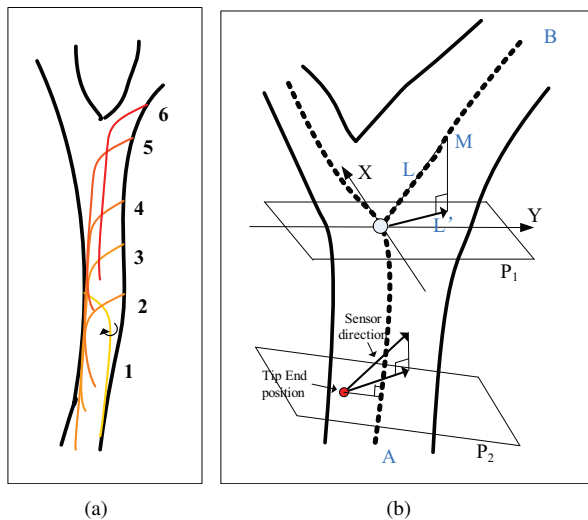 6
5
4
3
2
1
(a)
B
M
L
X
L’
Y
P1
Sensor
direction
Tip End
position
P2
A
(b)